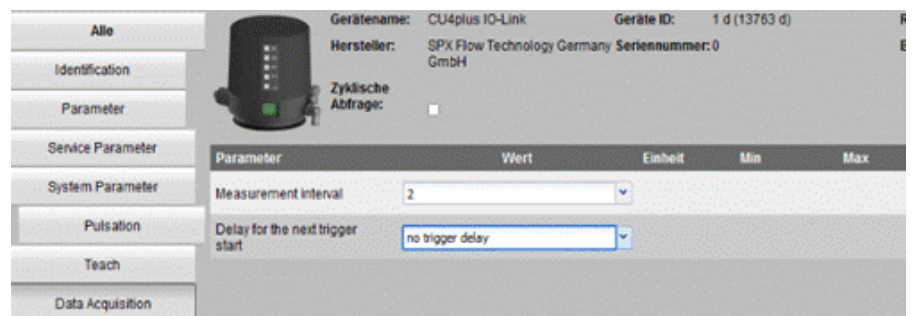 Alle
Identification
Parameter
Service Parameter
System Parameter
Pulsation
Teach
Data Acquisition
Gerätename: CU4plus IO-Link Geräte ID: 1 d (13763 d)
Hersteller: SPX Flow Technology Germany Seriennummer: 0
GmbH
Zyklische
Abfrage:
Parameter Wert Einheit Min Max
Measurement interval 2
Delay for the next trigger
start no trigger delay